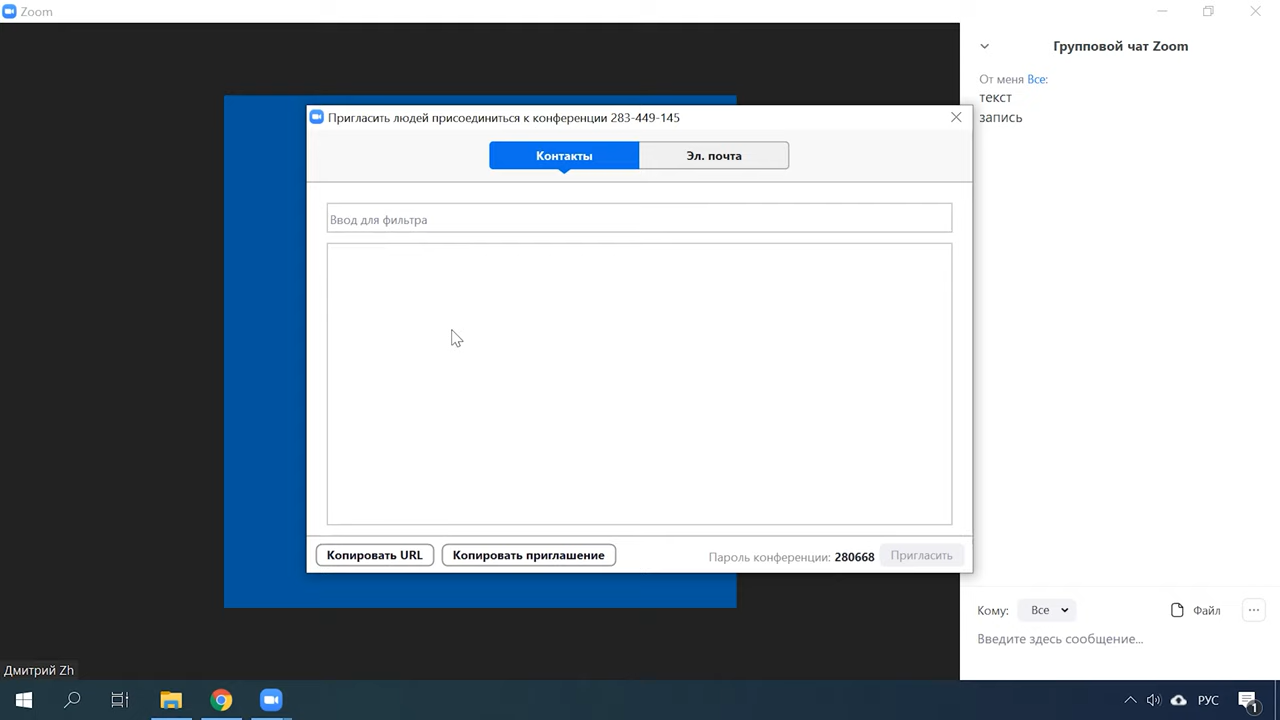 Zoom
Групповой чат Zoom
От меня Все:
текст
запись
Пригласить людей присоединиться к конференции 283-449-145
Контакты
Эл. почта
Ввод для фильтра
Копировать URL
Копировать приглашение
Пароль конференции: 280668
Пригласить
Кому: Все
Файл
Введите здесь сообщение...
Дмитрий Zh
РУС
1